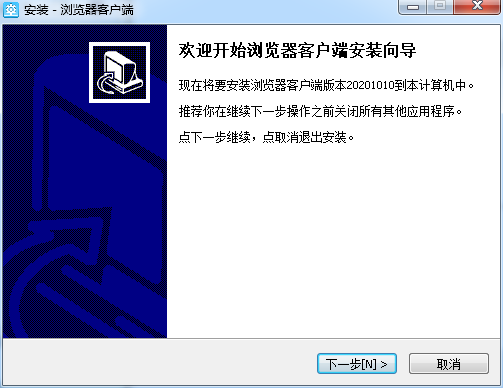 安装 - 浏览器客户端
欢迎开始浏览器客户端安装向导
现在将要安装浏览器客户端版本20201010到本计算机中。
推荐你在继续下一步操作之前关闭所有其他应用程序。
点下一步继续，点取消退出安装。
下一步[N] >
取消